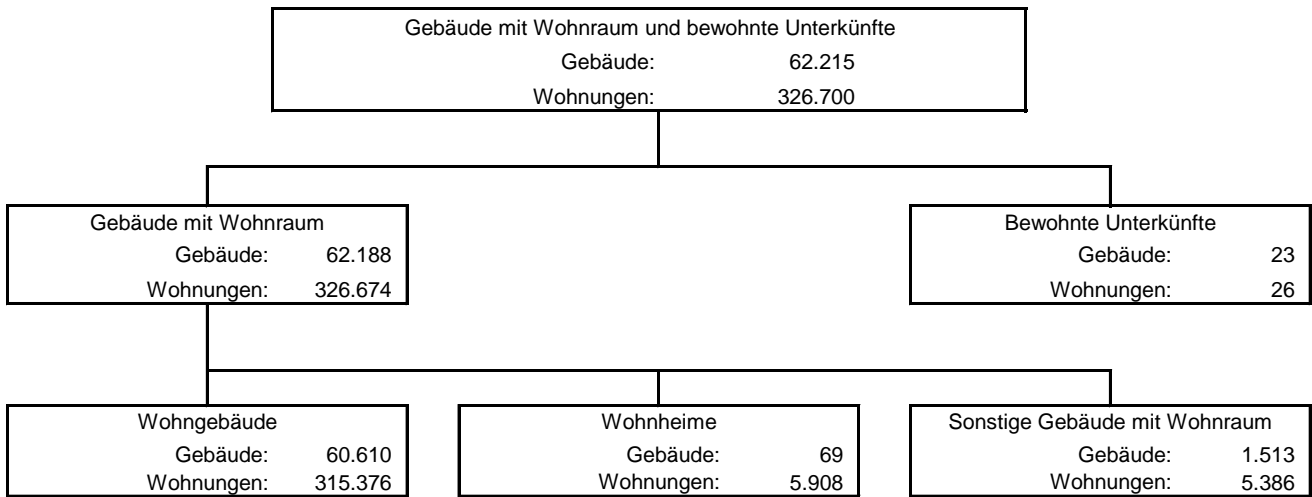 Gebäude mit Wohnraum und bewohnte Unterkünfte
Gebäude: 62.215
Wohnungen: 326.700
Gebäude mit Wohnraum
Gebäude: 62.188
Wohnungen: 326.674
Bewohnte Unterkünfte
Gebäude: 23
Wohnungen: 26
Wohngebäude
Gebäude: 60.610
Wohnungen: 315.376
Wohnheime
Gebäude: 69
Wohnungen: 5.908
Sonstige Gebäude mit Wohnraum
Gebäude: 1.513
Wohnungen: 5.386